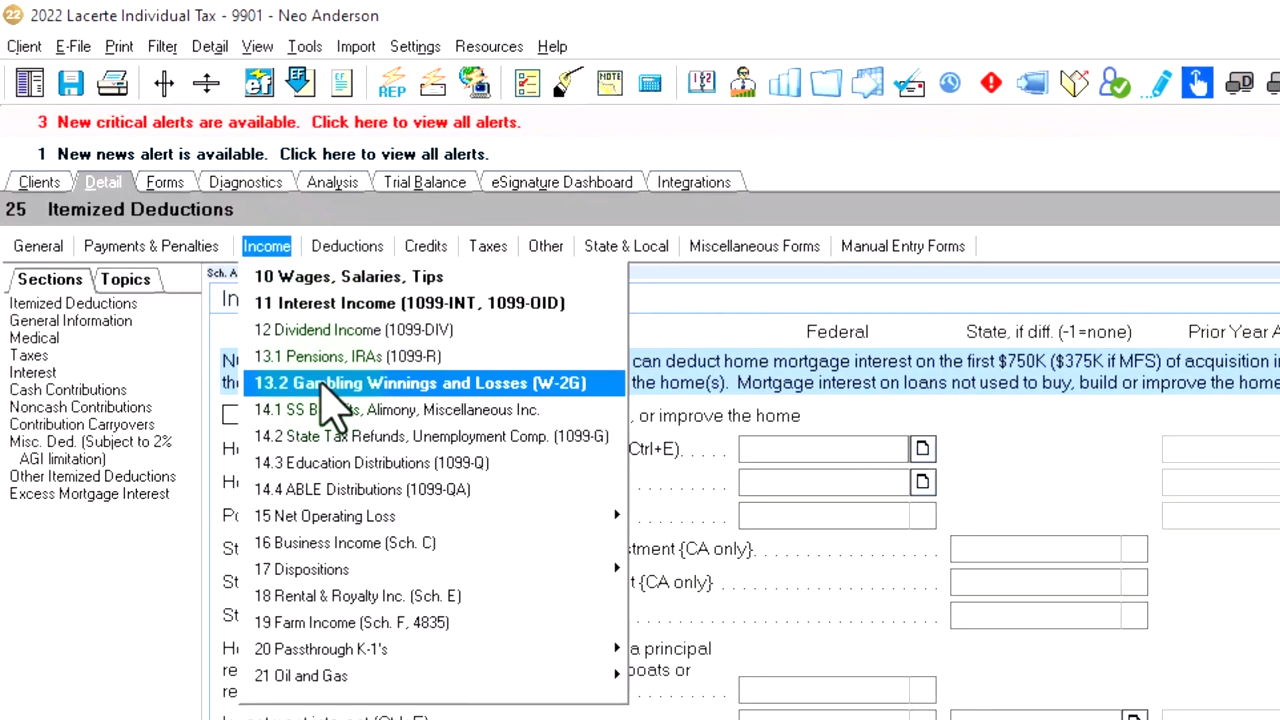 22 2022 Lacerte Individual Tax - 9901 - Neo Anderson
Client E-File Print Filter Detail View Tools Import Settings Resources Help
ef EF EF REP NOTE
3 New critical alerts are available. Click here to view all alerts.
1 New news alert is available. Click here to view all alerts.
Clients Detail Forms Diagnostics Analysis Trial Balance eSignature Dashboard Integrations
25 Itemized Deductions
General Payments & Penalties Income Deductions Credits Taxes Other State & Local Miscellaneous Forms Manual Entry Forms
Sections Topics
Itemized Deductions
General Information
Medical
Taxes
Interest
Cash Contributions
Noncash Contributions
Contribution Carryovers
Misc. Ded. (Subject to 2%
AGI limitation)
Other Itemized Deductions
Excess Mortgage Interest
Sch. A
In
10 Wages, Salaries, Tips
11 Interest Income (1099-INT, 1099-OID)
12 Dividend Income (1099-DIV)
13.1 Pensions, IRAs (1099-R)
13.2 Gambling Winnings and Losses (W-2G)
14.1 SS B s, Alimony, Miscellaneous Inc.
14.2 State Tax Refunds, Unemployment Comp. (1099-G)
14.3 Education Distributions (1099-Q)
14.4 ABLE Distributions (1099-QA)
15 Net Operating Loss
16 Business Income (Sch. C)
17 Dispositions
18 Rental & Royalty Inc. (Sch. E)
19 Farm Income (Sch. F, 4835)
20 Passthrough K-1's
21 Oil and Gas
Federal State, if diff. (-1=none) Prior Year A
can deduct home mortgage interest on the first $750K ($375K if MFS) of acquisition in
the home(s). Mortgage interest on loans not used to buy, build or improve the home
, or improve the home
Ctrl+E). . . . . .
stment {CA only}. . . . . . . . . . . . . . . .
t {CA only} . . . . . . . . . . . . . . . . . . .
a principal
boats or